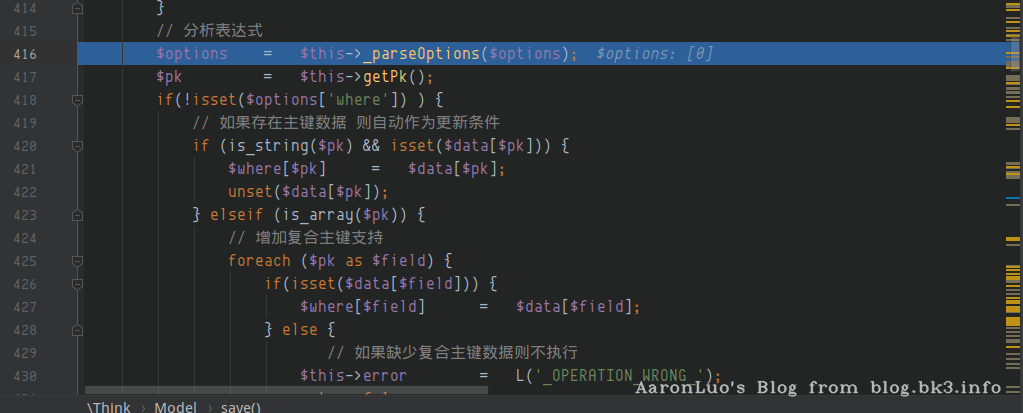 414 }
415 // 分析表达式
416 $options = $this->_parseOptions($options); $options: [0]
417 $pk = $this->getPk();
418 if(!isset($options['where']) ) {
419 // 如果存在主键数据 则自动作为更新条件
420 if (is_string($pk) && isset($data[$pk])) {
421 $where[$pk] = $data[$pk];
422 unset($data[$pk]);
423 } elseif (is_array($pk)) {
424 // 增加复合主键支持
425 foreach ($pk as $field) {
426 if(isset($data[$field])) {
427 $where[$field] = $data[$field];
428 } else {
429 // 如果缺少复合主键数据则不执行
430 $this->error = L('_OPERATION_WRONG_');
AaronLuo's Blog from blog.bk3.info
\Think › Model › save()